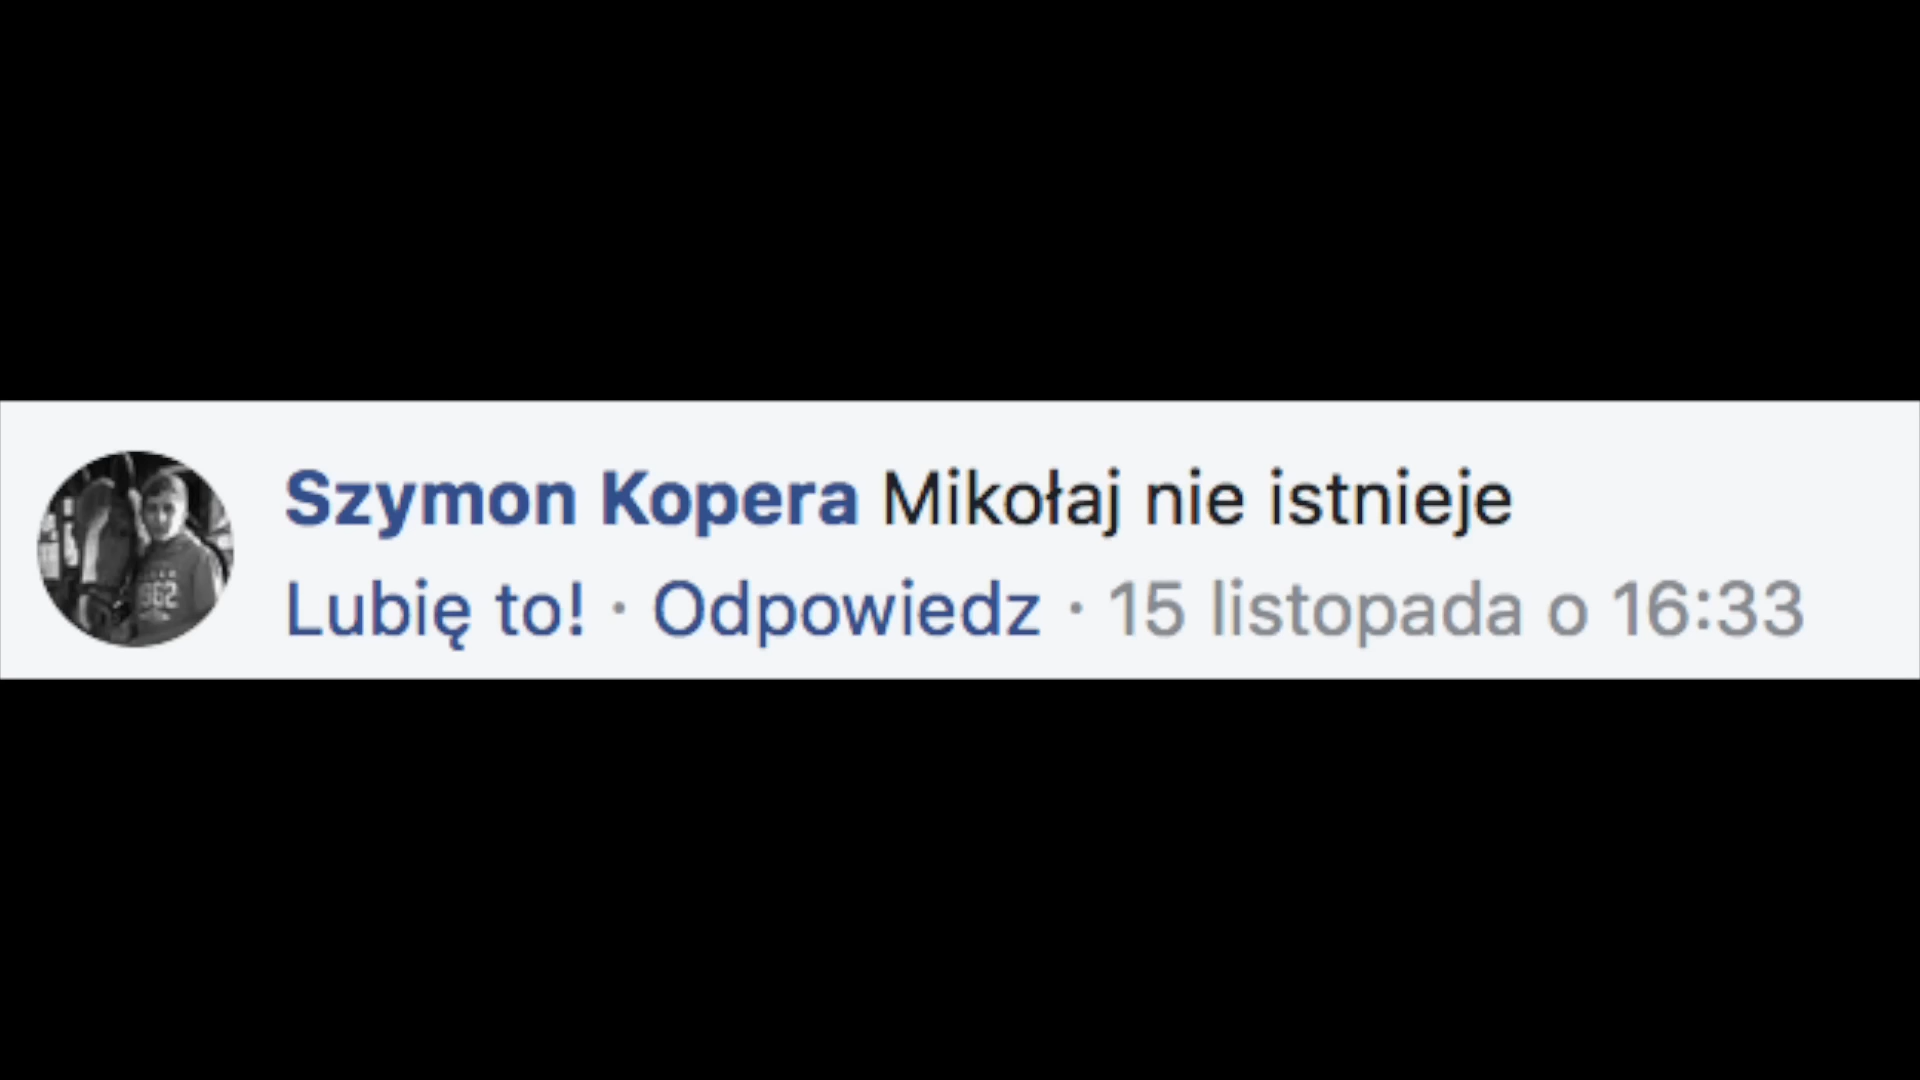 Szymon Kopera Mikołaj nie istnieje
Lubię to! · Odpowiedz · 15 listopada o 16:33